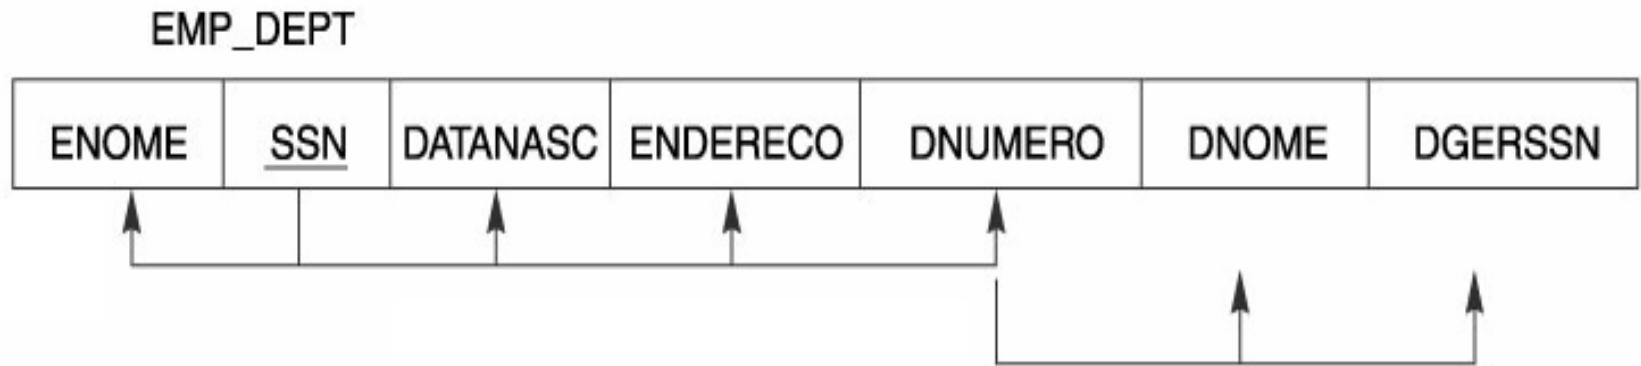 EMP_DEPT
ENOME SSN DATANASC ENDERECO DNUMERO DNOME DGERSSN